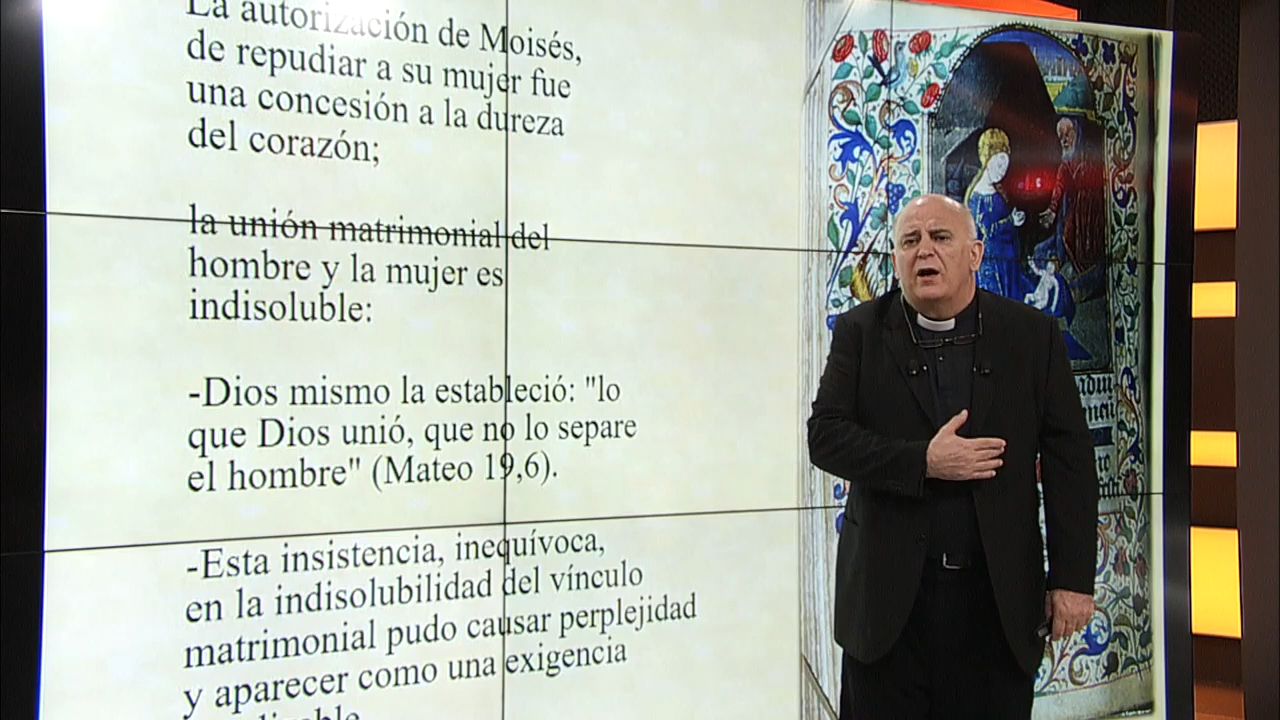 La autorización de Moisés,
de repudiar a su mujer fue
una concesión a la dureza
del corazón;
la unión matrimonial del
hombre y la mujer es
indisoluble:
-Dios mismo la estableció: "lo
que Dios unió, que no lo separe
el hombre" (Mateo 19,6).
-Esta insistencia, inequívoca,
en la indisolubilidad del vínculo
matrimonial pudo causar perplejidad
y aparecer como una exigencia